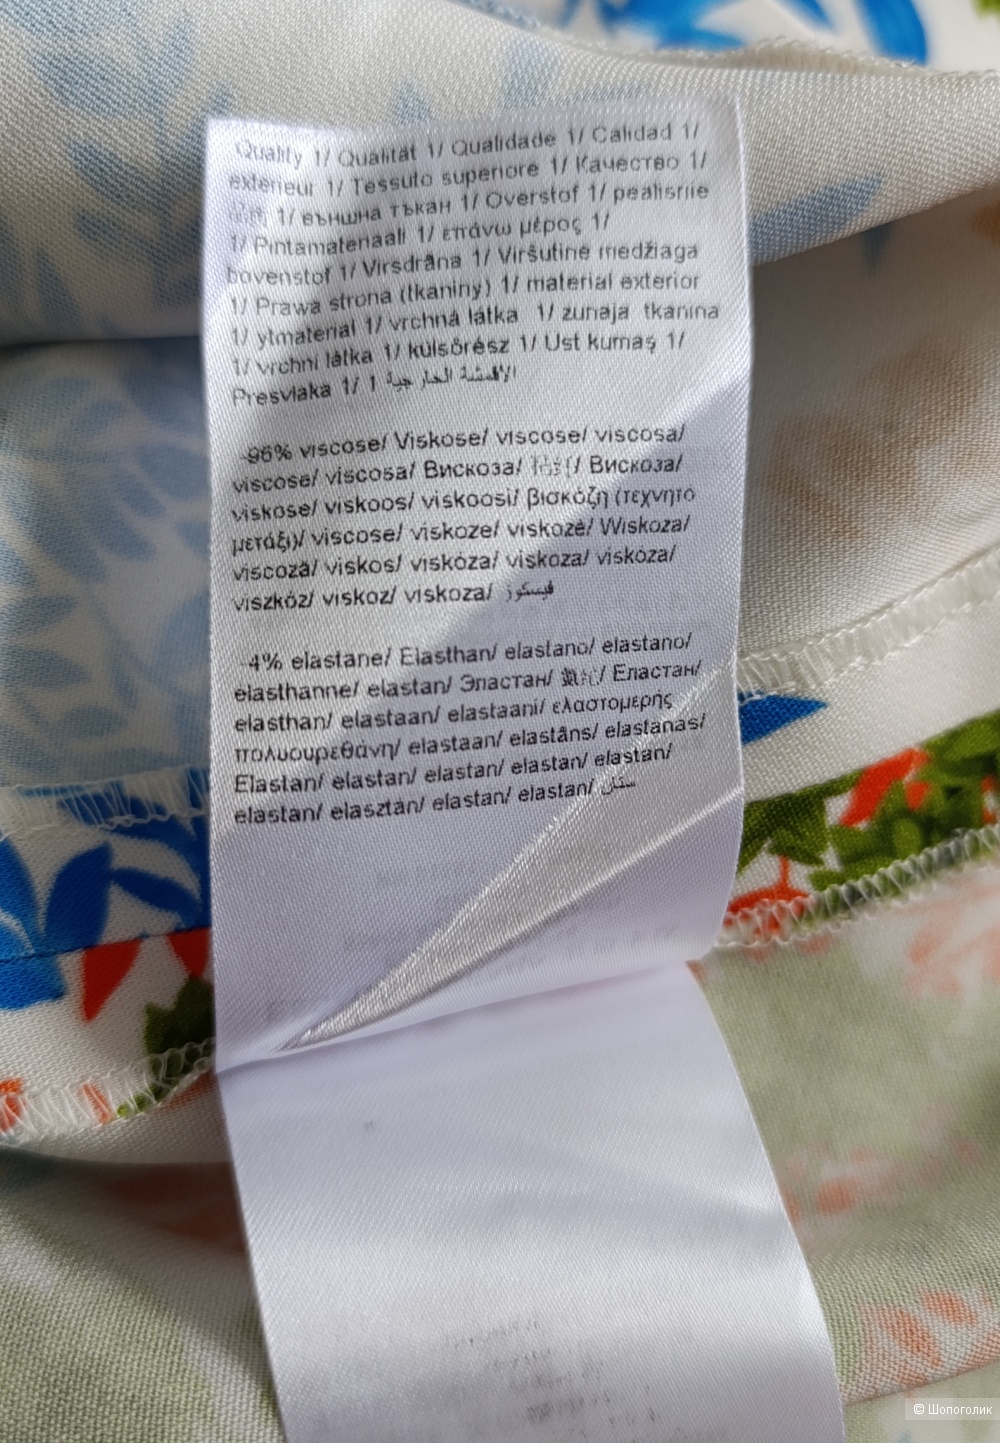 Quality 1/ Qualität 1/ Qualidade 1/ Calidad 1/
exterieur 1/ Tessuto superiore 1/ Качество 1/
1/ външна тъкан 1/ Overstof 1/ pealisriie
1/ Pintamateriaali 1/ επάνω μέρος 1/
bovenstof 1/ Virsdrāna 1/ Viršutinė medžiaga
1/ Prawa strona (tkaniny) 1/ material exterior
1/ ytmaterial 1/ vrchná látka 1/ zunaja tkanina
1/ vrchní látka 1/ külsőrész 1/ Üst kumaş 1/
Presvlaka 1/ 1 الأقمشة الخارجية
-96% viscose/ Viskose/ viscose/ viscosa/
viscose/ viscosa/ Вискоза/ Вискоза/
viskose/ viskoos/ viskoosi/ βισκόζη (τεχνητό
μετάξι)/ viscose/ viskoze/ viskozė/ Wiskoza/
viscoză/ viskos/ viskóza/ viskoza/ viskóza/
viszkóz/ viskoz/ viskoza/ فيسكوز
-4% elastane/ Elasthan/ elastano/ elastano/
elasthanne/ elastan/ Эластан/ Еластан/
elasthan/ elastaan/ elastaani/ ελαστομερής
πολυουρεθάνη/ elastaan/ elastāns/ elastanas/
Elastan/ elastan/ elastan/ elastan/ elastan/
elastan/ elasztán/ elastan/ elastan/
© Шопоголик